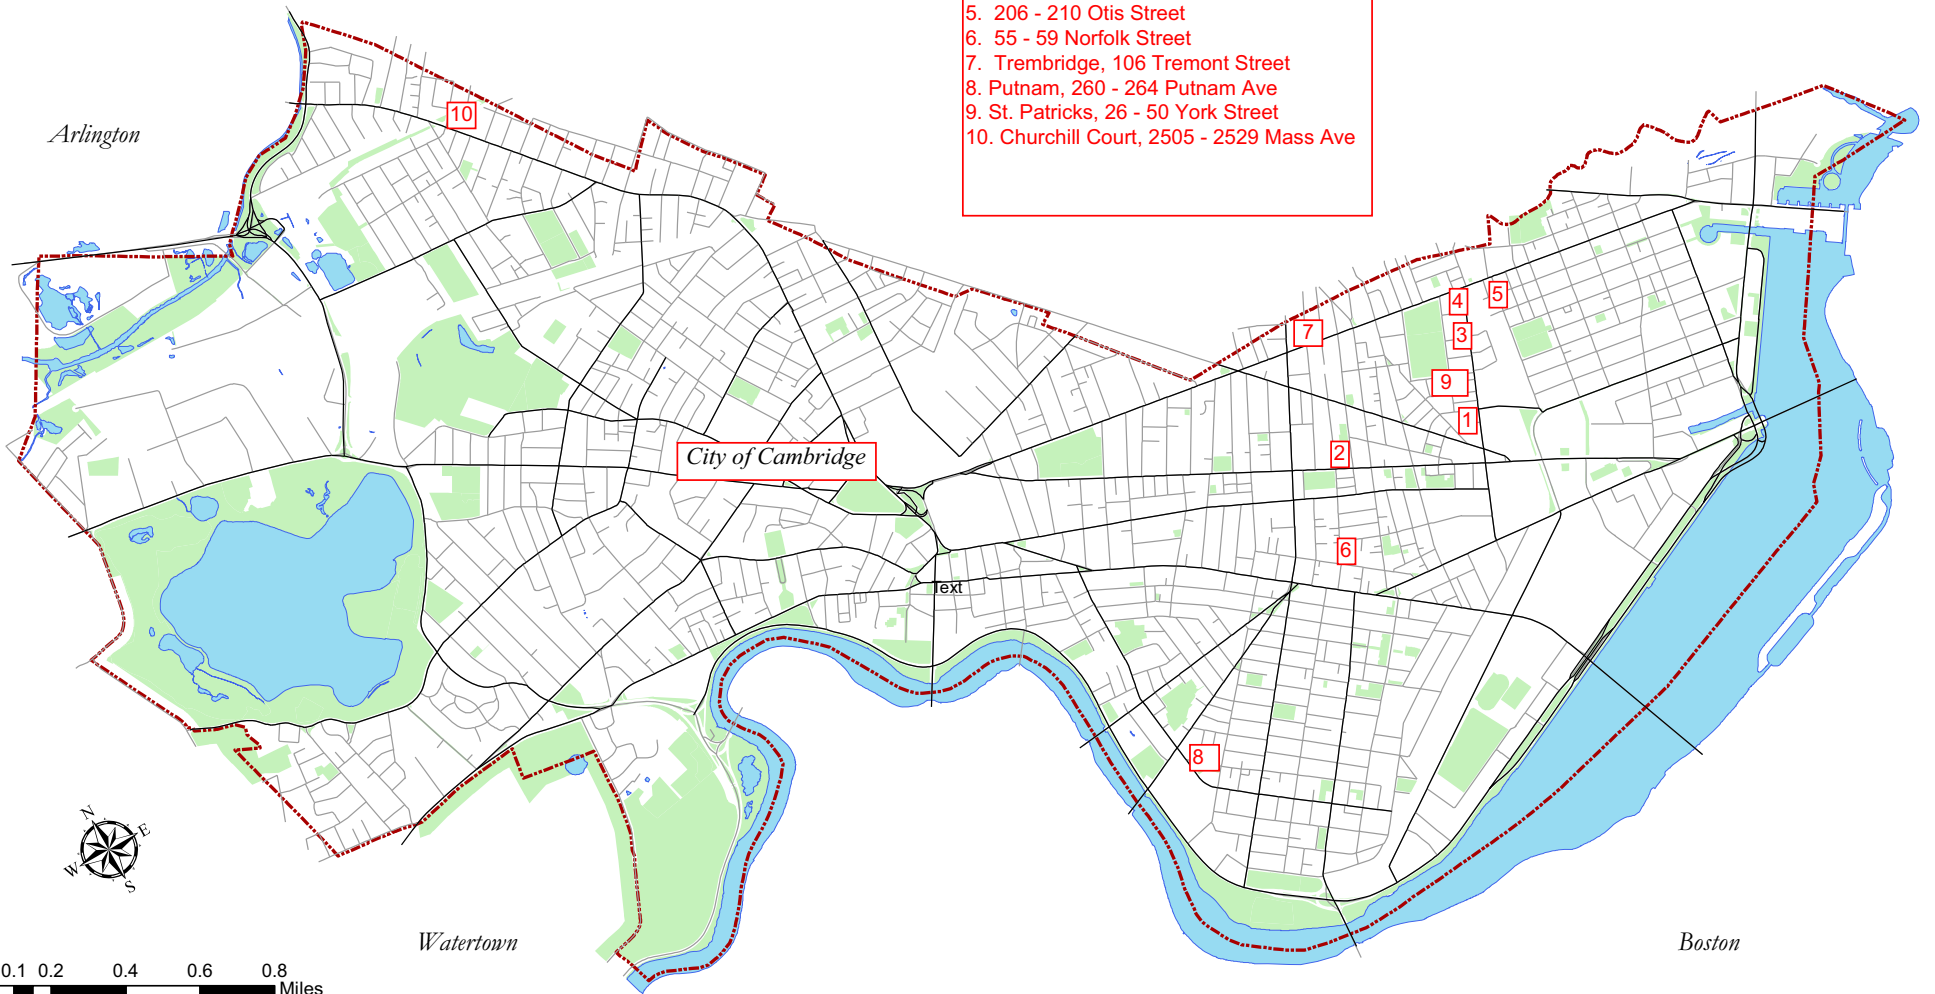 5. 206 - 210 Otis Street
6. 55 - 59 Norfolk Street
7. Trembridge, 106 Tremont Street
8. Putnam, 260 - 264 Putnam Ave
9. St. Patricks, 26 - 50 York Street
10. Churchill Court, 2505 - 2529 Mass Ave
10
Arlington
5
4
7
3
9
1
2
City of Cambridge
6
Text
8
N
E
W
S
Watertown
Boston
0.1 0.2 0.4 0.6 0.8
Miles